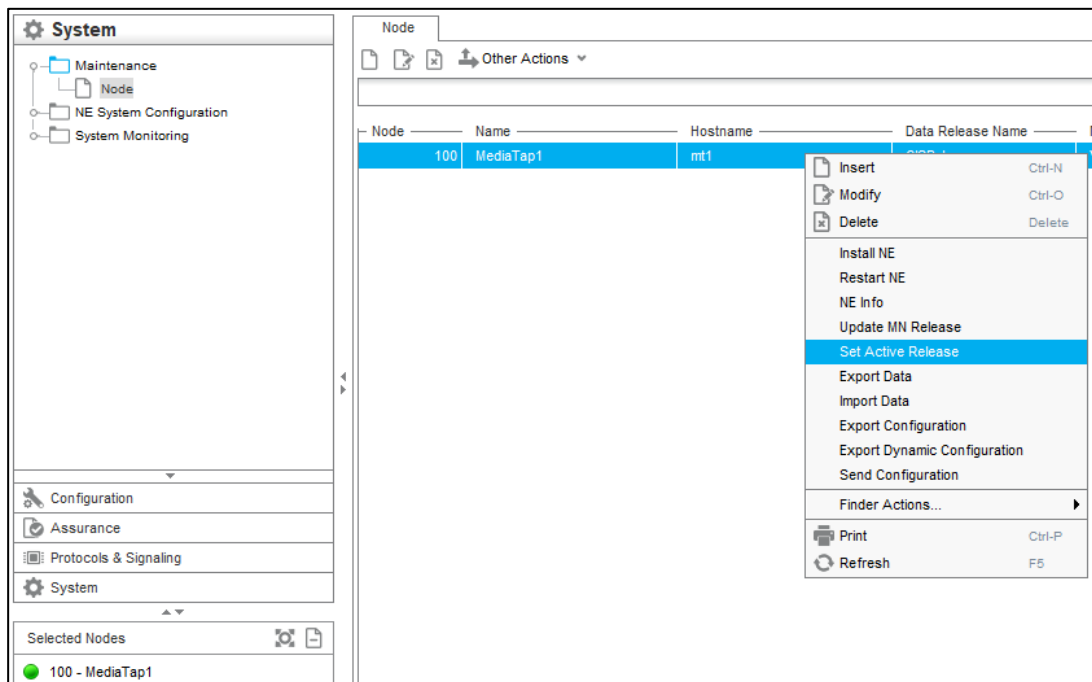 System
Maintenance
Node
NE System Configuration
System Monitoring
Configuration
Assurance
Protocols & Signaling
System
Selected Nodes
100 - MediaTap1
Node
Other Actions
Node Name Hostname Data Release Name
100 MediaTap1 mt1
Insert Ctrl-N
Modify Ctrl-O
Delete Delete
Install NE
Restart NE
NE Info
Update MN Release
Set Active Release
Export Data
Import Data
Export Configuration
Export Dynamic Configuration
Send Configuration
Finder Actions...
Print Ctrl-P
Refresh F5